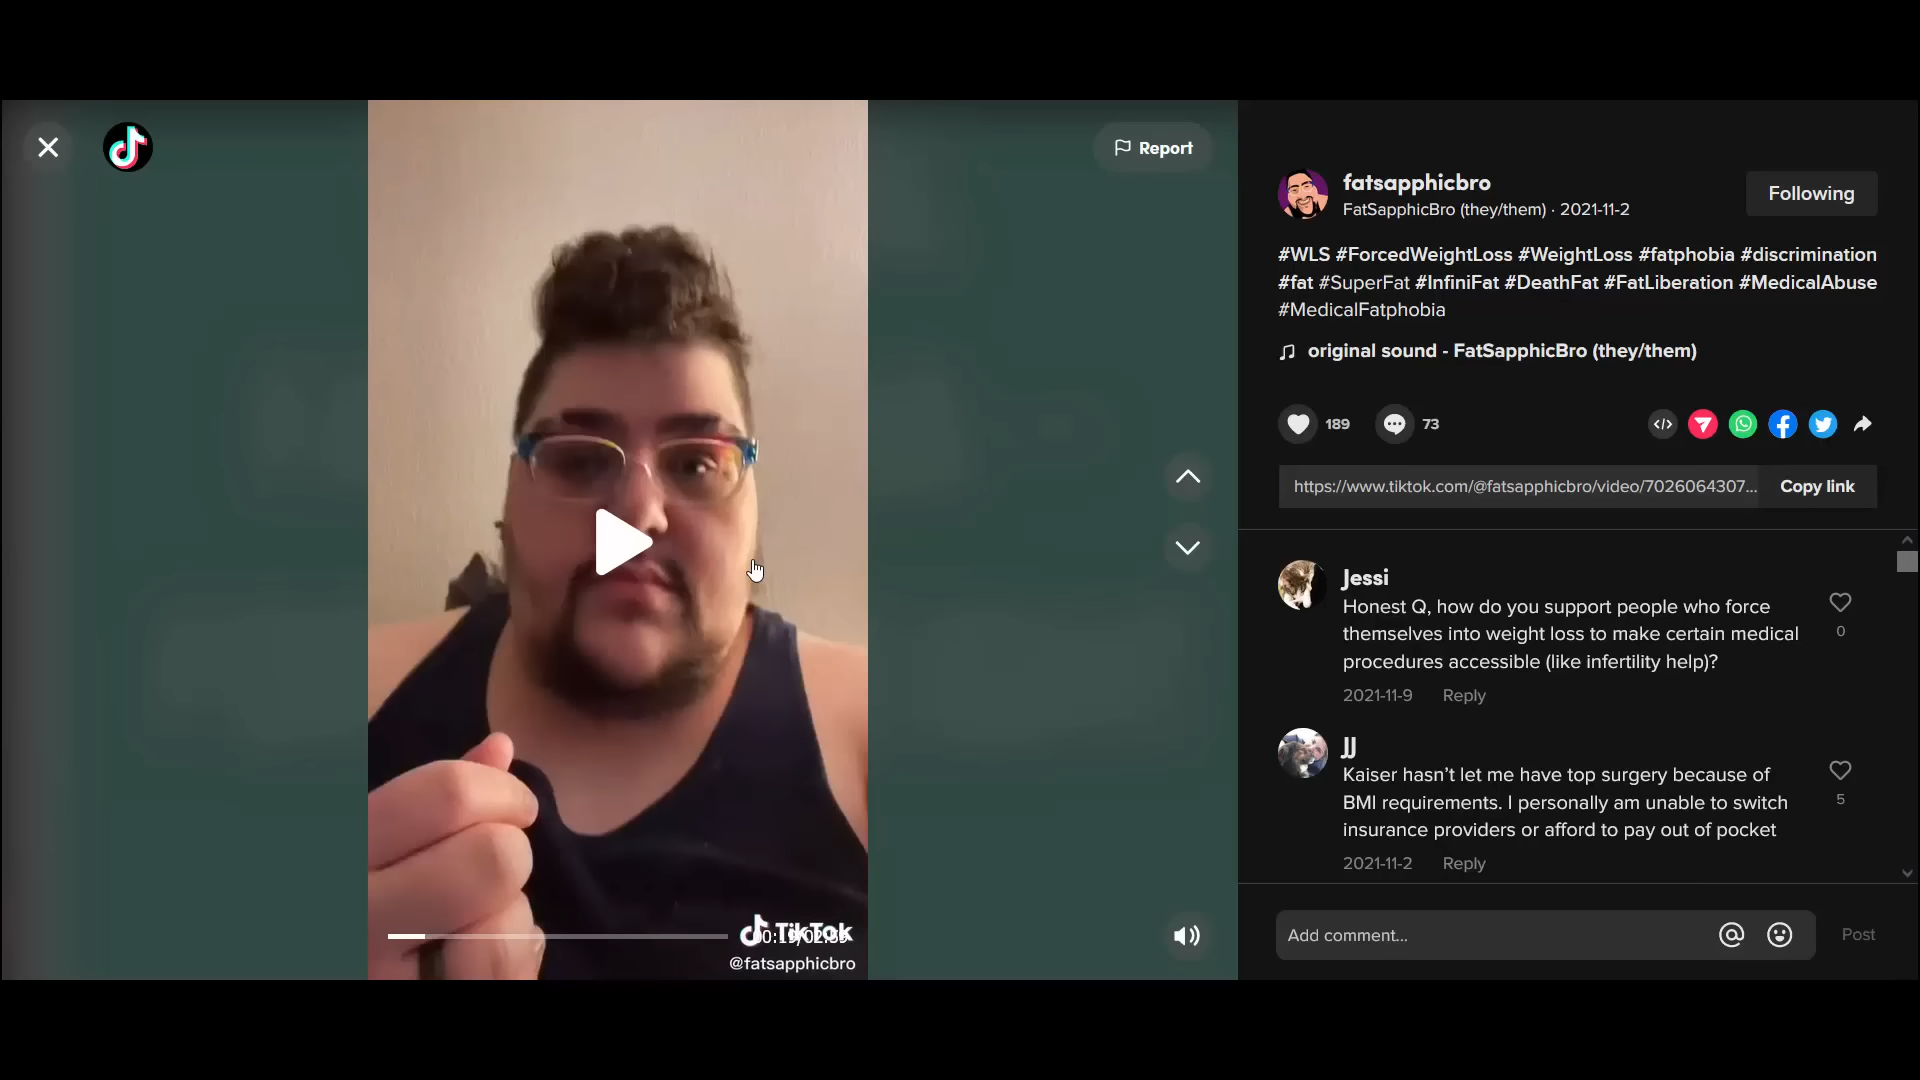 Report
fatsapphicbro
FatSapphicBro (they/them) · 2021-11-2
Following
#WLS #ForcedWeightLoss #WeightLoss #fatphobia #discrimination
#fat #SuperFat #InfiniFat #DeathFat #FatLiberation #MedicalAbuse
#MedicalFatphobia
original sound - FatSapphicBro (they/them)
189
73
https://www.tiktok.com/@fatsapphicbro/video/7026064307...
Copy link
Jessi
Honest Q, how do you support people who force
themselves into weight loss to make certain medical
procedures accessible (like infertility help)?
0
2021-11-9 Reply
JJ
Kaiser hasn't let me have top surgery because of
BMI requirements. I personally am unable to switch
insurance providers or afford to pay out of pocket
5
2021-11-2 Reply
Add comment...
Post
TikTok
@fatsapphicbro